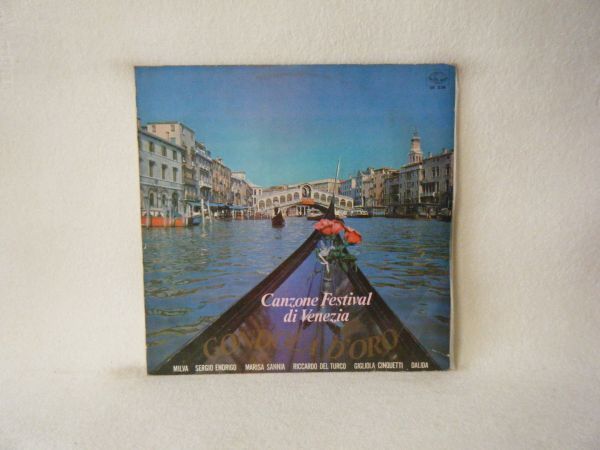 Canzone Festival
di Venezia
GONDOLA D'ORO
MILVA SERGIO ENDRIGO MARISA SANNIA RICCARDO DEL TURCO GIGLIOLA CINQUETTI DALIDA